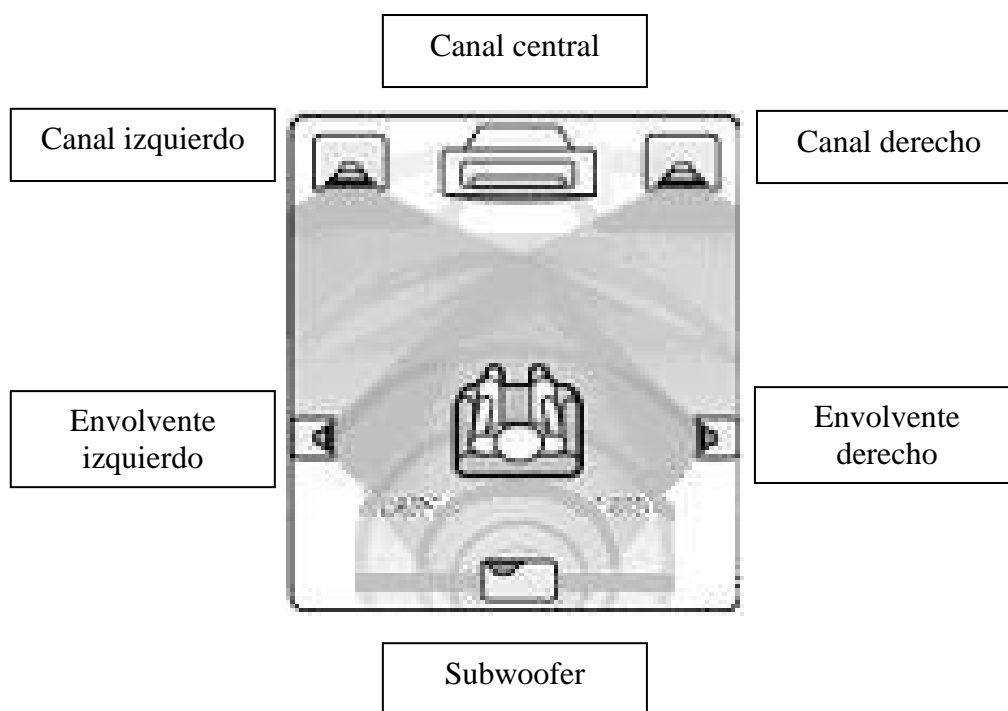 Canal central
Canal izquierdo
Canal derecho
Envolvente
izquierdo
Envolvente
derecho
Subwoofer